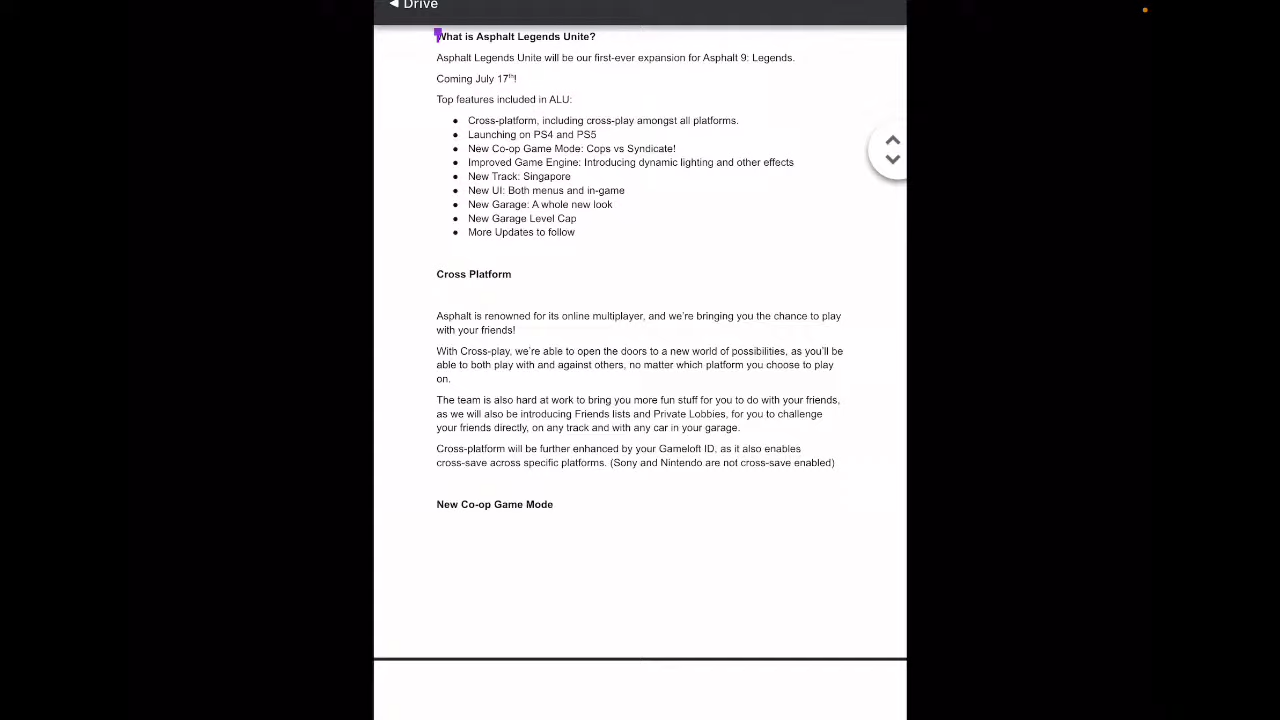 ◀ Drive
What is Asphalt Legends Unite?
Asphalt Legends Unite will be our first-ever expansion for Asphalt 9: Legends.
Coming July 17th!
Top features included in ALU:
● Cross-platform, including cross-play amongst all platforms.
● Launching on PS4 and PS5
● New Co-op Game Mode: Cops vs Syndicate!
● Improved Game Engine: Introducing dynamic lighting and other effects
● New Track: Singapore
● New UI: Both menus and in-game
● New Garage: A whole new look
● New Garage Level Cap
● More Updates to follow
Cross Platform
Asphalt is renowned for its online multiplayer, and we're bringing you the chance to play
with your friends!
With Cross-play, we're able to open the doors to a new world of possibilities, as you'll be
able to both play with and against others, no matter which platform you choose to play
on.
The team is also hard at work to bring you more fun stuff for you to do with your friends,
as we will also be introducing Friends lists and Private Lobbies, for you to challenge
your friends directly, on any track and with any car in your garage.
Cross-platform will be further enhanced by your Gameloft ID, as it also enables
cross-save across specific platforms. (Sony and Nintendo are not cross-save enabled)
New Co-op Game Mode